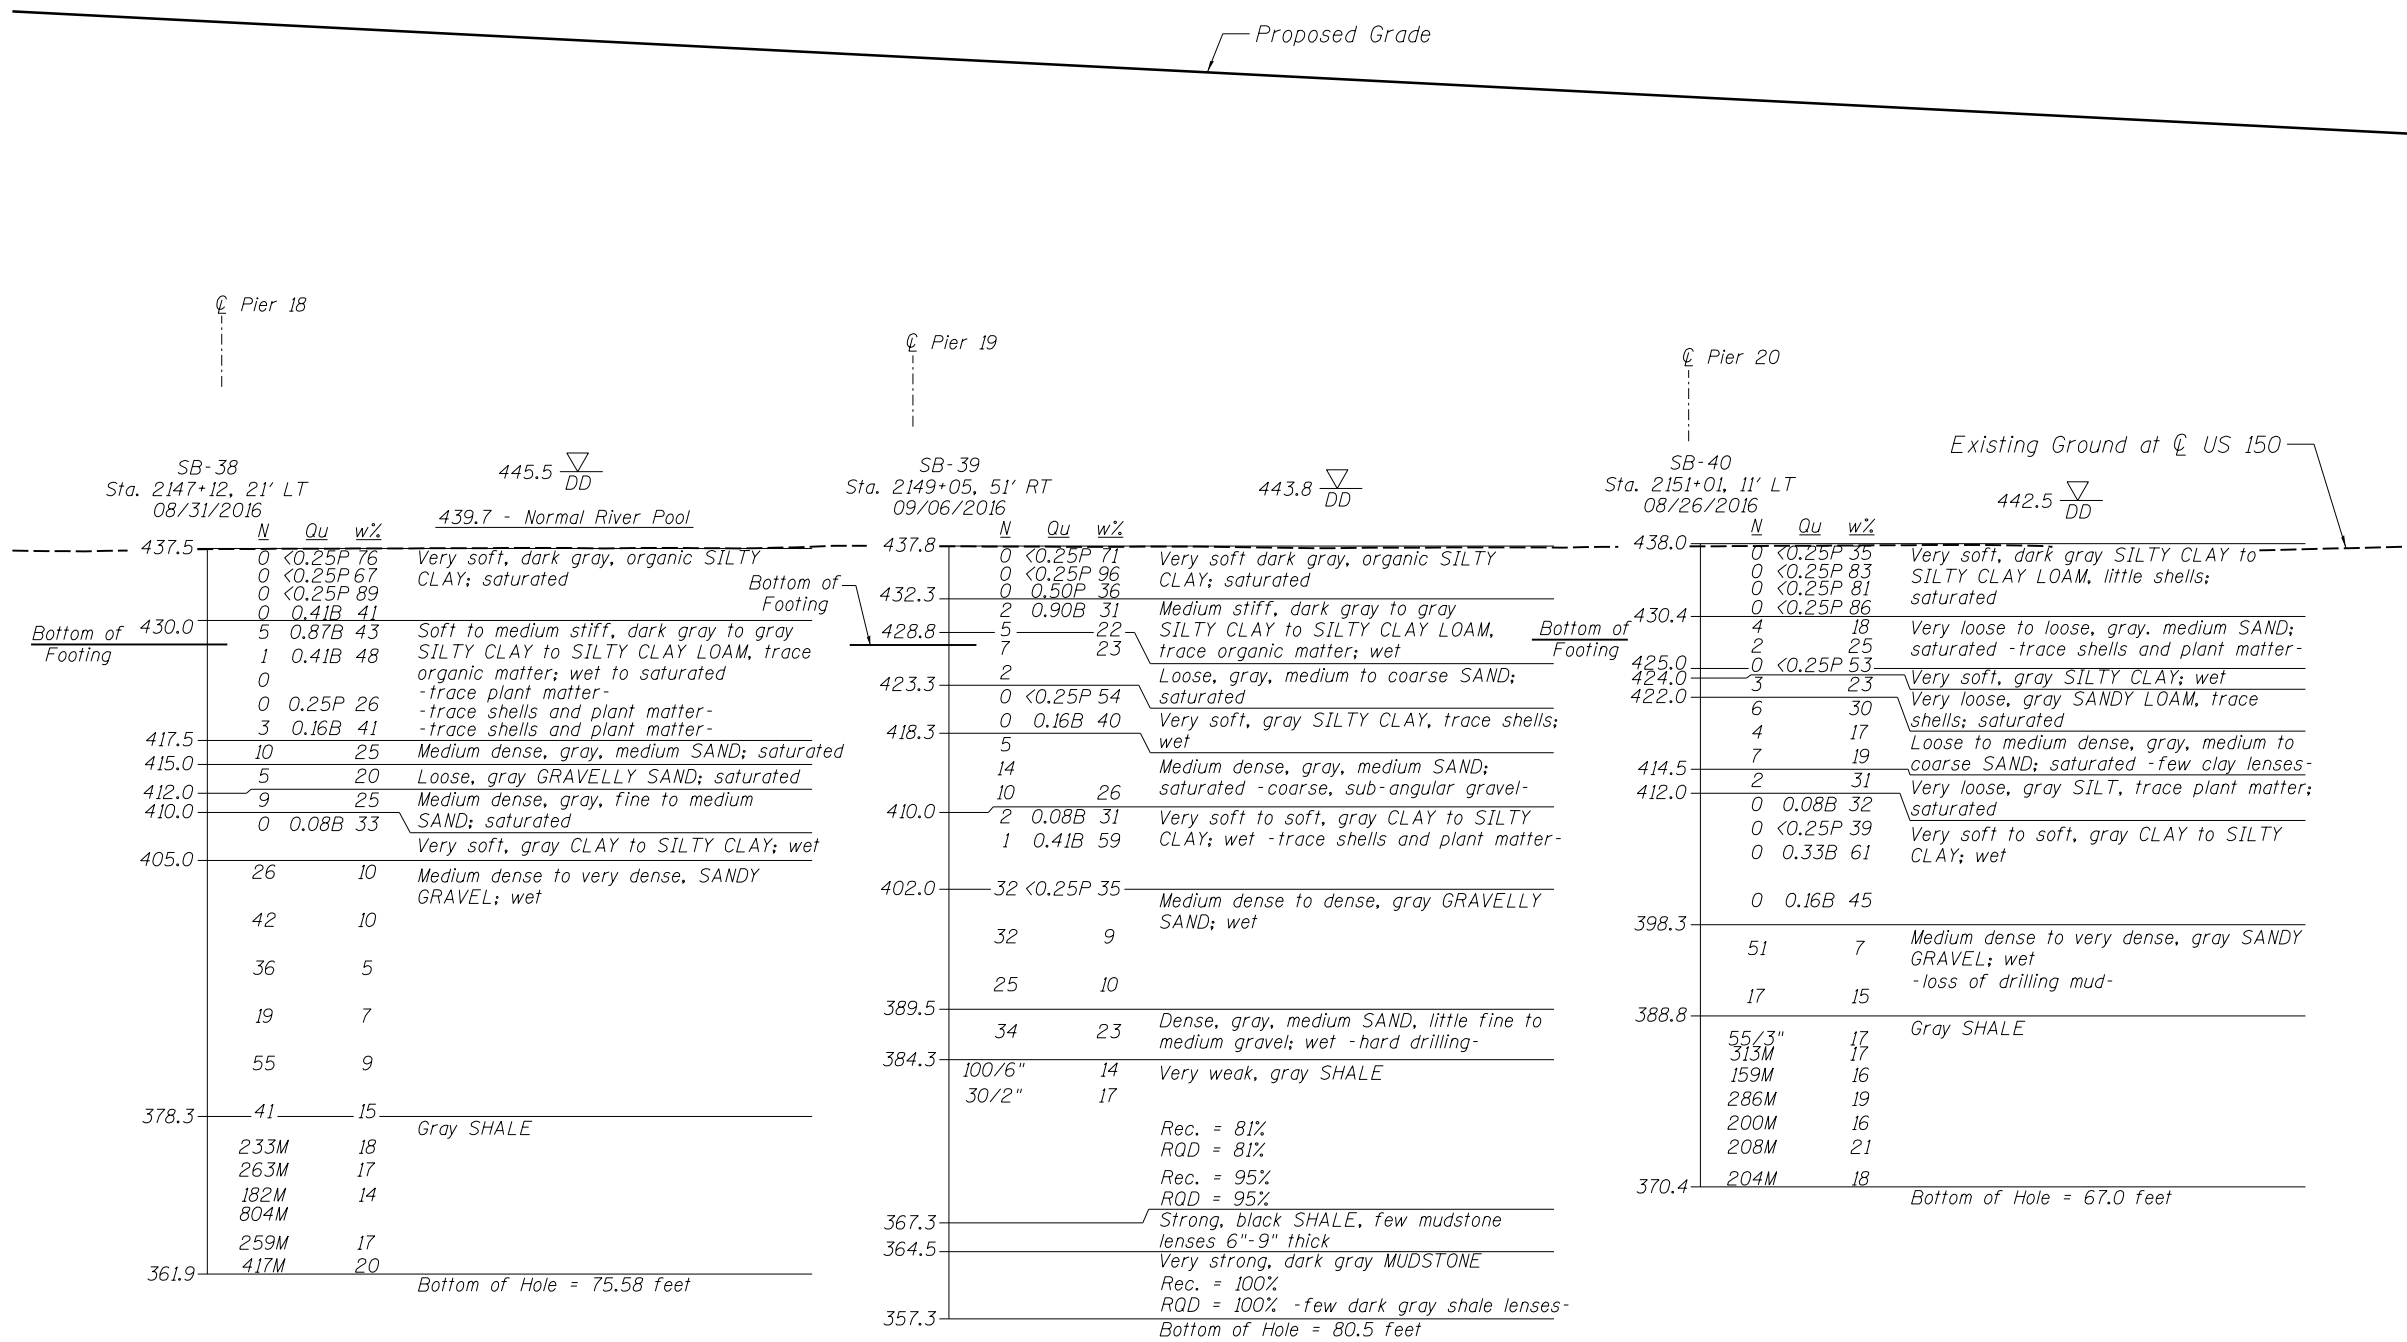 Proposed Grade
℄ Pier 18
℄ Pier 19
℄ Pier 20
Existing Ground at ℄ US 150
SB-38
Sta. 2147+12, 21' LT
08/31/2016
445.5 ▽
DD
439.7 - Normal River Pool
N Qu w%
437.5
0 <0.25P 76 Very soft, dark gray, organic SILTY
0 <0.25P 67 CLAY; saturated
0 <0.25P 89
0 0.41B 41
430.0
Bottom of
Footing
5 0.87B 43 Soft to medium stiff, dark gray to gray
1 0.41B 48 SILTY CLAY to SILTY CLAY LOAM, trace
organic matter; wet to saturated
0 -trace plant matter-
0 0.25P 26 -trace shells and plant matter-
3 0.16B 41 -trace shells and plant matter-
417.5
10 25 Medium dense, gray, medium SAND; saturated
415.0
5 20 Loose, gray GRAVELLY SAND; saturated
412.0
9 25 Medium dense, gray, fine to medium
SAND; saturated
410.0
0 0.08B 33
Very soft, gray CLAY to SILTY CLAY; wet
405.0
26 10 Medium dense to very dense, SANDY
GRAVEL; wet
42 10
36 5
19 7
55 9
378.3 41 15
Gray SHALE
233M 18
263M 17
182M 14
804M
259M 17
417M 20
361.9
Bottom of Hole = 75.58 feet
SB-39
Sta. 2149+05, 51' RT
09/06/2016
443.8 ▽
DD
N Qu w%
437.8
0 <0.25P 71 Very soft dark gray, organic SILTY
0 <0.25P 96 CLAY; saturated
0 0.50P 36
Bottom of
Footing
432.3
2 0.90B 31 Medium stiff, dark gray to gray
428.8 5 22 SILTY CLAY to SILTY CLAY LOAM,
7 23 trace organic matter; wet
2 Loose, gray, medium to coarse SAND;
saturated
423.3
0 <0.25P 54
0 0.16B 40 Very soft, gray SILTY CLAY, trace shells;
wet
418.3
5
14 Medium dense, gray, medium SAND;
saturated -coarse, sub-angular gravel-
10 26
410.0
2 0.08B 31 Very soft to soft, gray CLAY to SILTY
1 0.41B 59 CLAY; wet -trace shells and plant matter-
402.0 32 <0.25P 35
Medium dense to dense, gray GRAVELLY
SAND; wet
32 9
25 10
389.5
34 23 Dense, gray, medium SAND, little fine to
medium gravel; wet -hard drilling-
384.3
100/6" 14 Very weak, gray SHALE
30/2" 17
Rec. = 81%
RQD = 81%
Rec. = 95%
RQD = 95%
367.3
Strong, black SHALE, few mudstone
lenses 6"-9" thick
364.5
Very strong, dark gray MUDSTONE
Rec. = 100%
RQD = 100% -few dark gray shale lenses-
357.3
Bottom of Hole = 80.5 feet
SB-40
Sta. 2151+01, 11' LT
08/26/2016
442.5 ▽
DD
N Qu w%
438.0
0 <0.25P 35 Very soft, dark gray SILTY CLAY to
0 <0.25P 83 SILTY CLAY LOAM, little shells;
0 <0.25P 81 saturated
0 <0.25P 86
430.4
Bottom of
Footing
4 18 Very loose to loose, gray. medium SAND;
2 25 saturated -trace shells and plant matter-
425.0 0 <0.25P 53
424.0 Very soft, gray SILTY CLAY; wet
3 23
422.0 Very loose, gray SANDY LOAM, trace
shells; saturated
6 30
4 17 Loose to medium dense, gray, medium to
7 19 coarse SAND; saturated -few clay lenses-
414.5
2 31 Very loose, gray SILT, trace plant matter;
saturated
412.0
0 0.08B 32
0 <0.25P 39 Very soft to soft, gray CLAY to SILTY
0 0.33B 61 CLAY; wet
0 0.16B 45
398.3
51 7 Medium dense to very dense, gray SANDY
GRAVEL; wet
-loss of drilling mud-
17 15
388.8
Gray SHALE
55/3" 17
313M 17
159M 16
286M 19
200M 16
208M 21
204M 18
370.4
Bottom of Hole = 67.0 feet